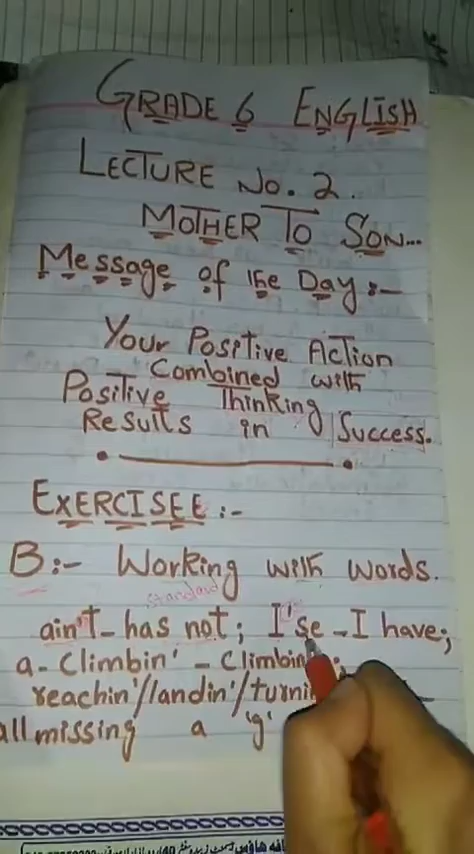 GRADE 6 ENGLISH
LECTURE No. 2.
MOTHER To SoN...
Message of the Day:-
Your Positive Action
Combined with
Positive Thinking
Results in Success.
EXERCISEE :-
B:- Working with words.
standard
ain't - has not; I'se - I have;
a-Climbin' - Climbin
reachin'/landin'/turni
all missing a 'g'